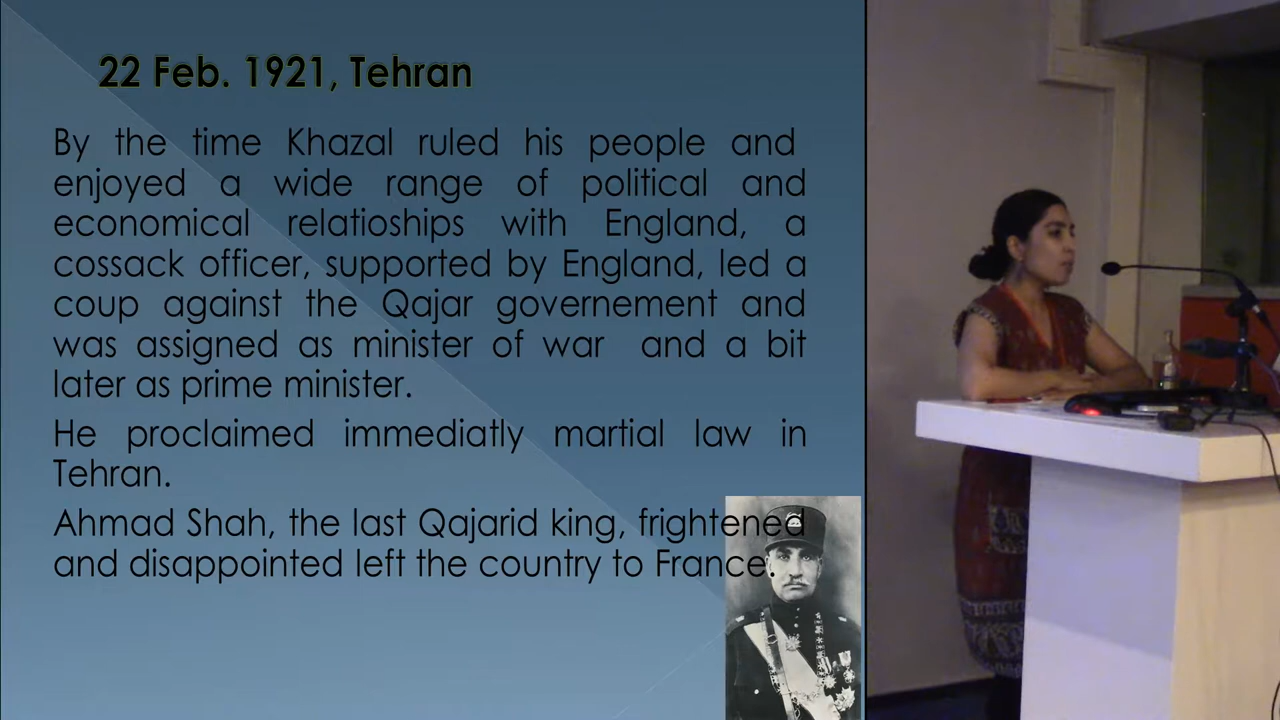 22 Feb. 1921, Tehran
By the time Khazal ruled his people and
enjoyed a wide range of political and
economical relatioships with England, a
cossack officer, supported by England, led a
coup against the Qajar governement and
was assigned as minister of war and a bit
later as prime minister.
He proclaimed immediatly martial law in
Tehran.
Ahmad Shah, the last Qajarid king, frightened
and disappointed left the country to France.